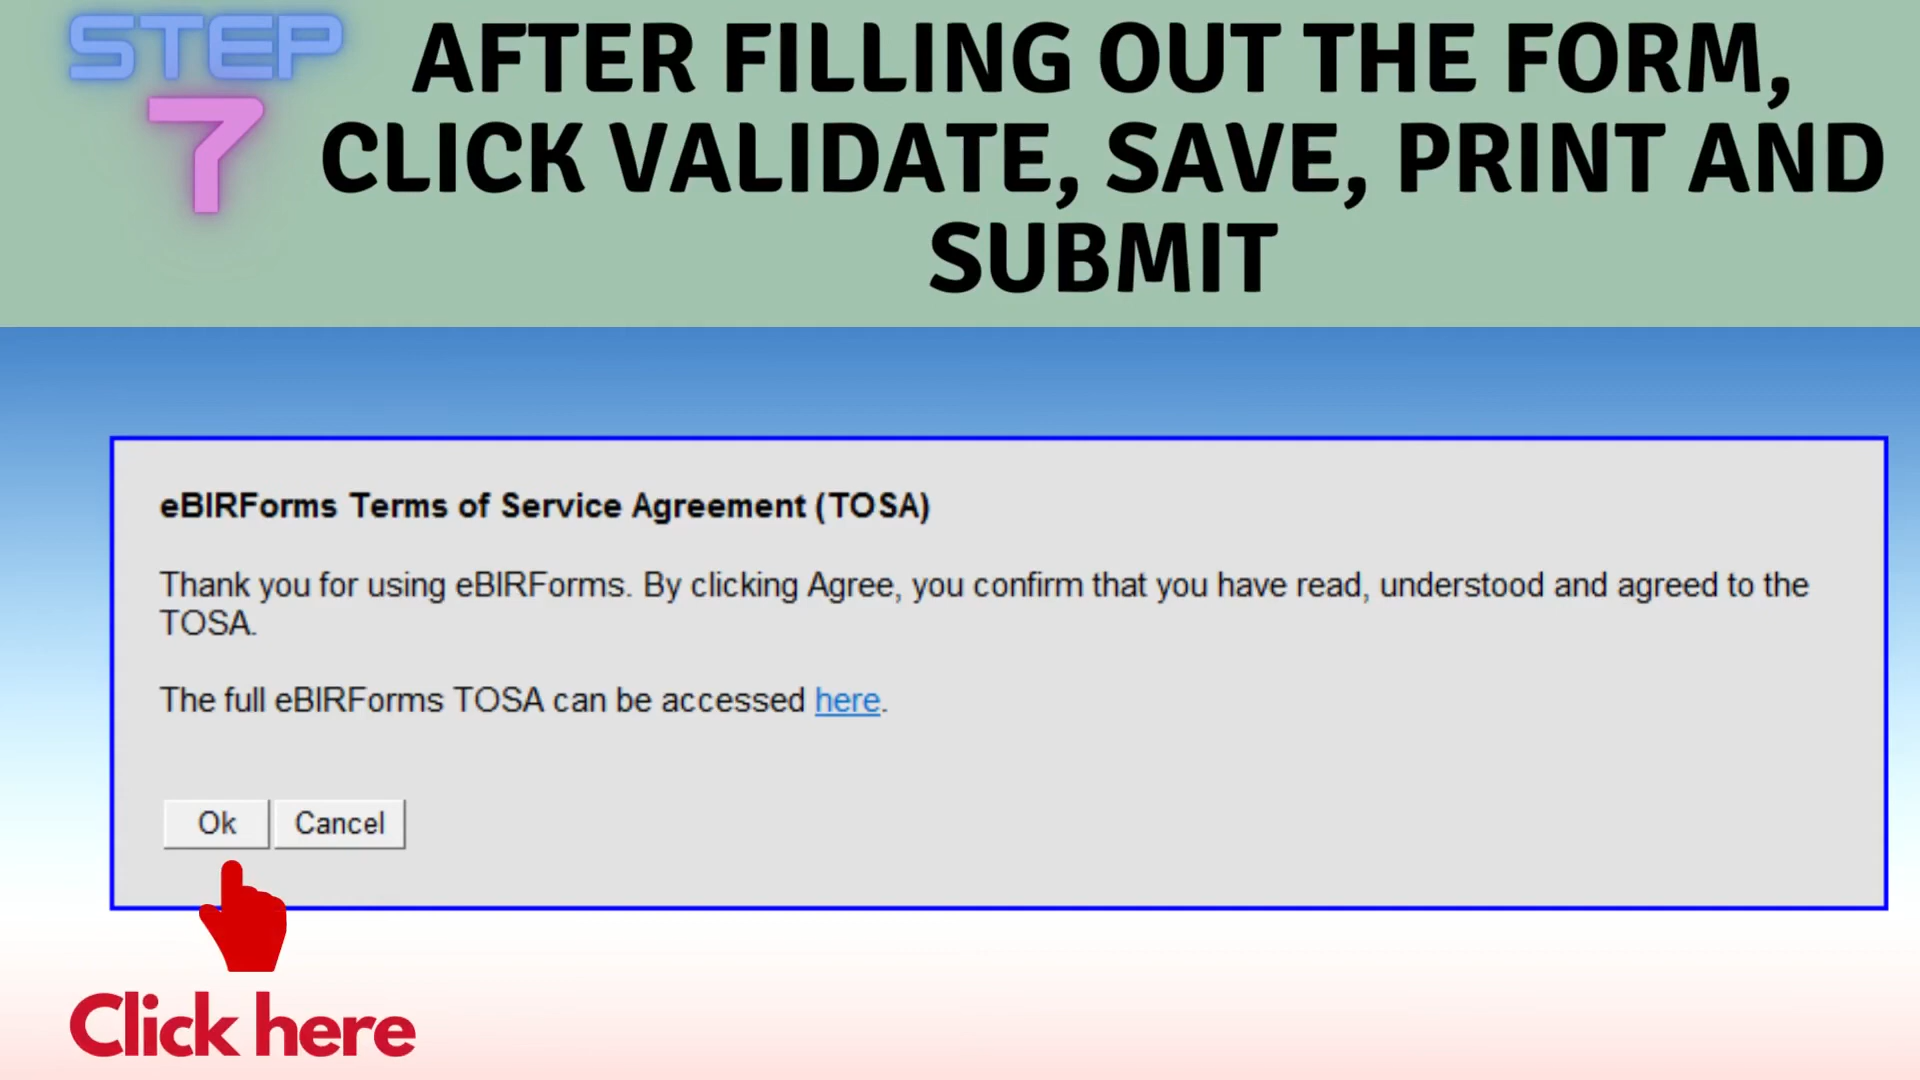 STEP
7
AFTER FILLING OUT THE FORM,
CLICK VALIDATE, SAVE, PRINT AND
SUBMIT
eBIRForms Terms of Service Agreement (TOSA)
Thank you for using eBIRForms. By clicking Agree, you confirm that you have read, understood and agreed to the
TOSA.
The full eBIRForms TOSA can be accessed here.
Ok Cancel
Click here